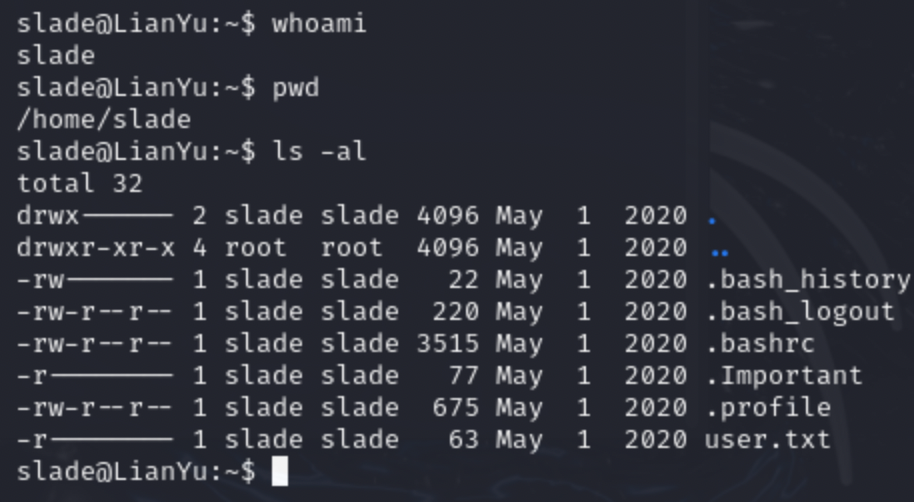 slade@LianYu:~$ whoami
slade
slade@LianYu:~$ pwd
/home/slade
slade@LianYu:~$ ls -al
total 32
drwx------ 2 slade slade 4096 May  1  2020 .
drwxr-xr-x 4 root  root  4096 May  1  2020 ..
-rw------- 1 slade slade   22 May  1  2020 .bash_history
-rw-r--r-- 1 slade slade  220 May  1  2020 .bash_logout
-rw-r--r-- 1 slade slade 3515 May  1  2020 .bashrc
-r-------- 1 slade slade   77 May  1  2020 .Important
-rw-r--r-- 1 slade slade  675 May  1  2020 .profile
-r-------- 1 slade slade   63 May  1  2020 user.txt
slade@LianYu:~$